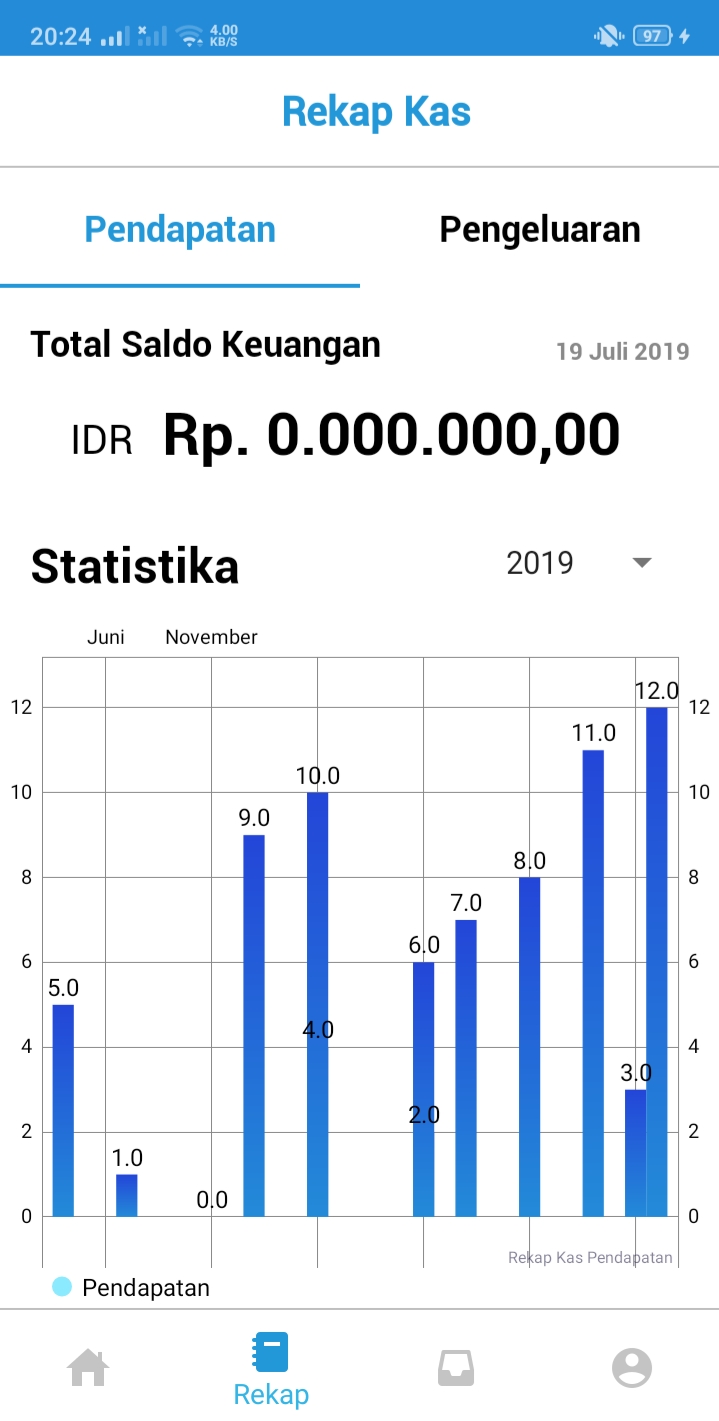 20:24 4.00 KB/S 97
Rekap Kas
Pendapatan Pengeluaran
Total Saldo Keuangan 19 Juli 2019
IDR Rp. 0.000.000,00
Statistika 2019
Juni November
12.0
12 12
11.0
10.0
10 10
9.0
8.0
8 8
7.0
6.0
6 6
5.0
4.0
4 4
3.0
2.0
2 2
1.0
0.0
0 0
Rekap Kas Pendapatan
Pendapatan
Rekap